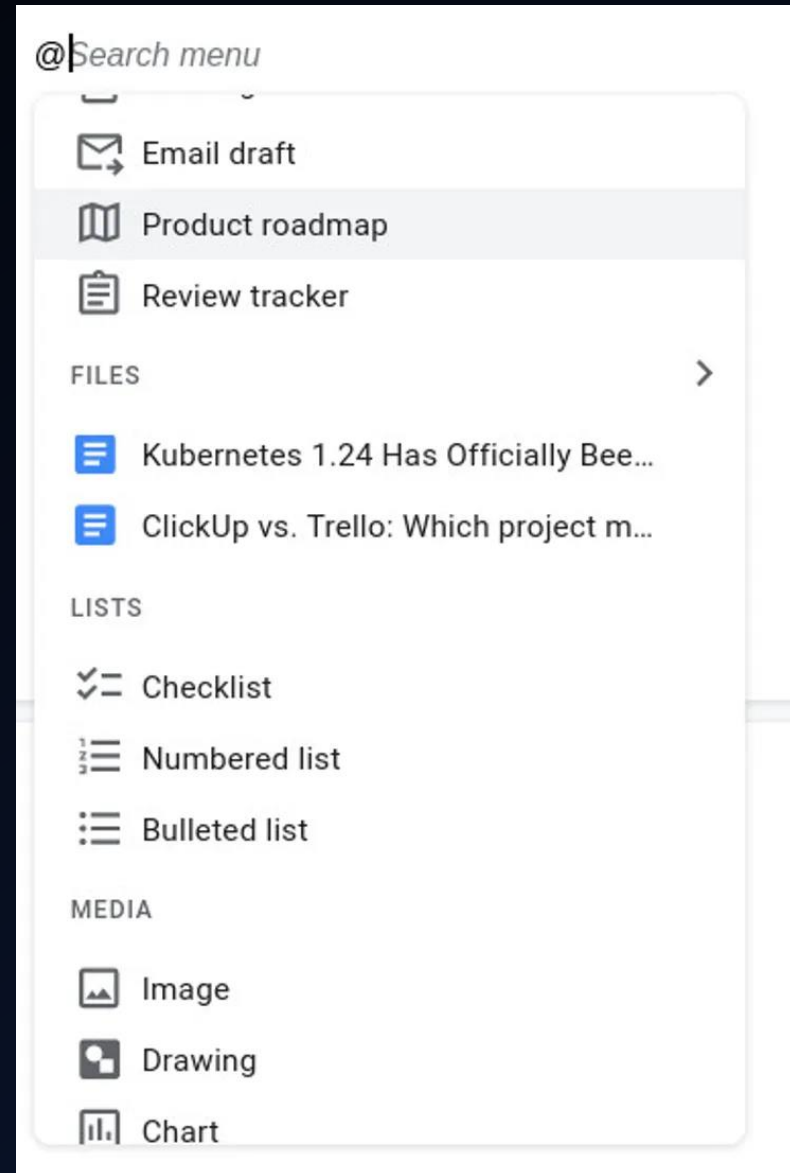 @Search menu
Email draft
Product roadmap
Review tracker
FILES
Kubernetes 1.24 Has Officially Bee...
ClickUp vs. Trello: Which project m...
LISTS
Checklist
Numbered list
Bulleted list
MEDIA
Image
Drawing
Chart